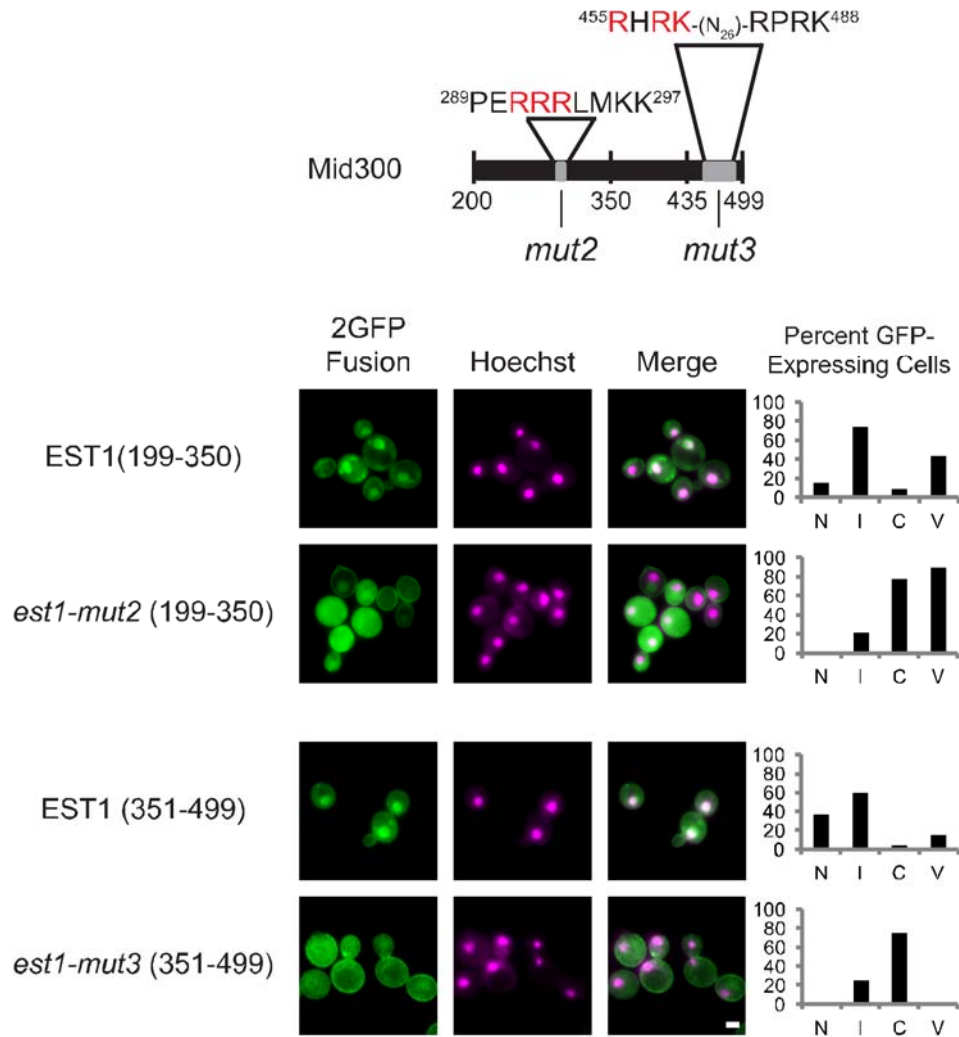 455RHRK-(N26)-RPRK488
289PERRRLMKK297
Mid300
200 350 435 499
mut2 mut3
2GFP Fusion Hoechst Merge Percent GFP-Expressing Cells
EST1(199-350)
100
80
60
40
20
0
N I C V
est1-mut2 (199-350)
100
80
60
40
20
0
N I C V
EST1 (351-499)
100
80
60
40
20
0
N I C V
est1-mut3 (351-499)
100
80
60
40
20
0
N I C V